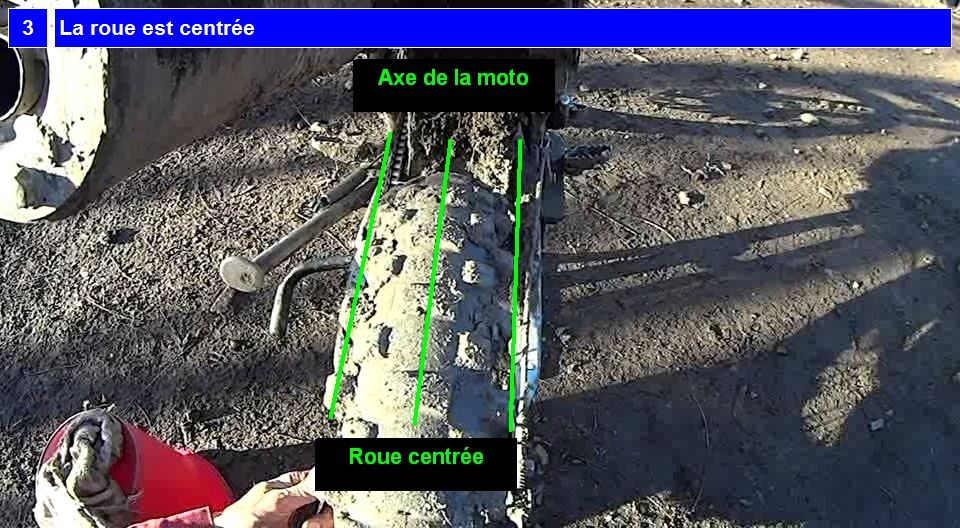 3 La roue est centrée
Axe de la moto
Roue centrée